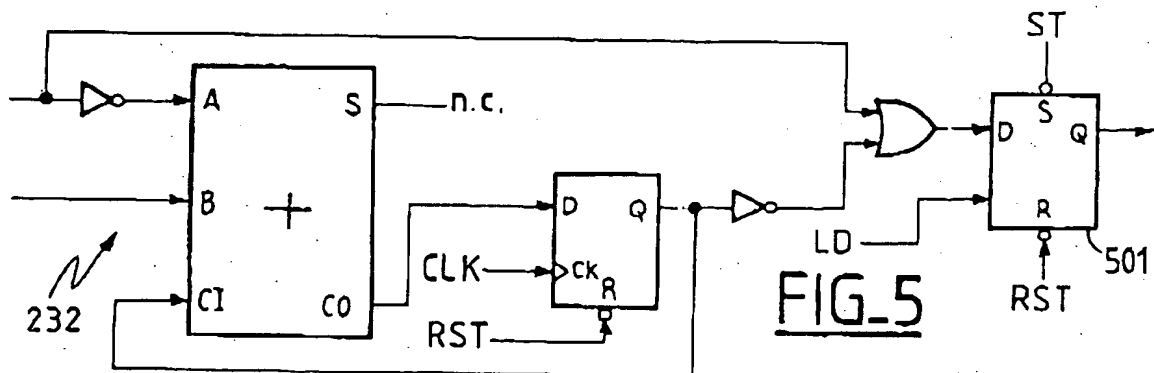 ST
A
S
n.c.
D
S
Q
B
+
D
Q
CLK
CK
R
LD
R
501
232
CI
CO
RST
RST
FIG_5